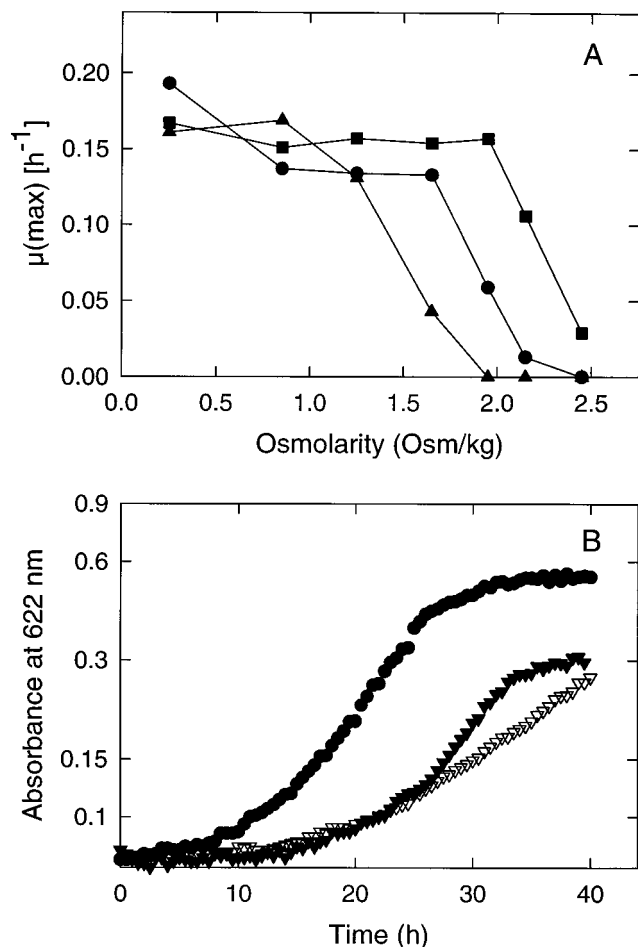 A
0.20
0.15
0.10
0.05
0.00
μ(max) [h⁻¹]
0.0 0.5 1.0 1.5 2.0 2.5
Osmolarity (Osm/kg)
B
0.9
0.6
0.3
0.15
0.1
Absorbance at 622 nm
0 10 20 30 40
Time (h)